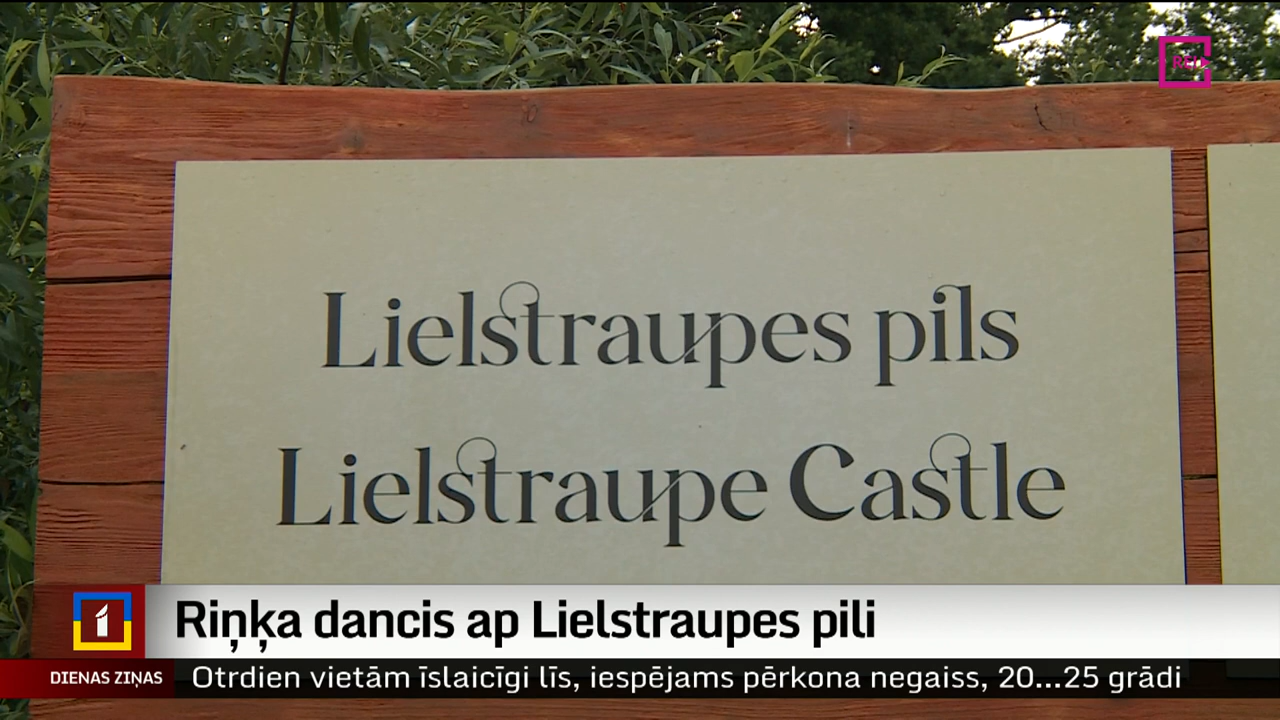 Lielstraupes pils
Lielstraupe Castle
1
Riņķa dancis ap Lielstraupes pili
DIENAS ZIŅAS
Otrdien vietām īslaicīgi līs, iespējams pērkona negaiss, 20...25 grādi